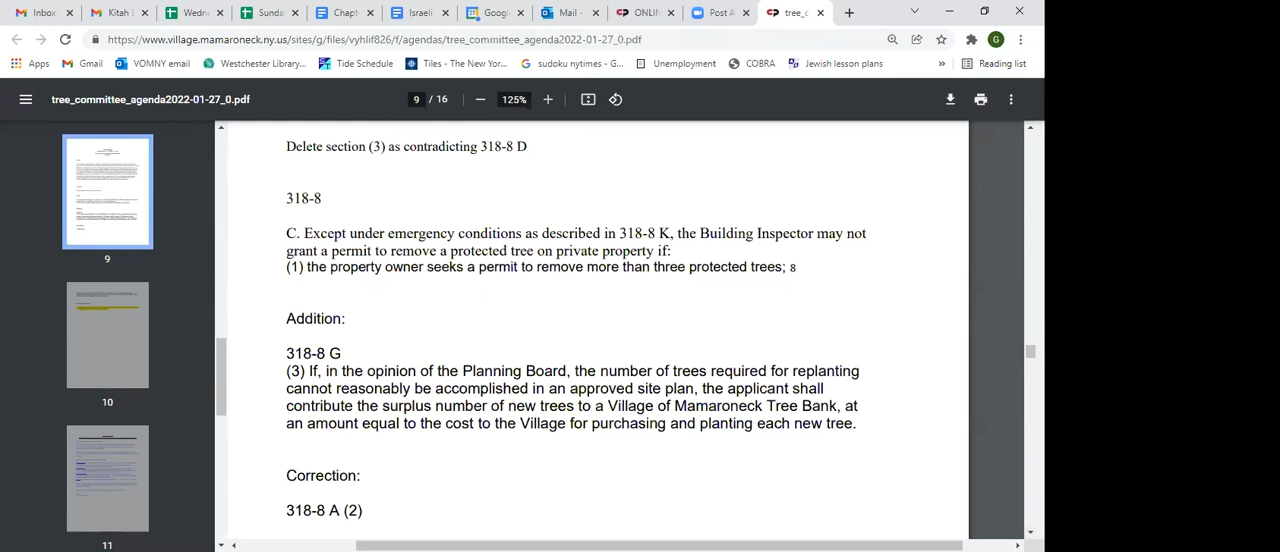 Inbox
Kitah
Wedn
Sunda
Chapt
Israeli
Googl
Mail -
ONLIN
Post A
tree_c
https://www.village.mamaroneck.ny.us/sites/g/files/vyhlif826/f/agendas/tree_committee_agenda2022-01-27_0.pdf
G
Apps
Gmail
VOMNY email
Westchester Library...
Tide Schedule
Tiles - The New Yor...
sudoku nytimes - G...
Unemployment
COBRA
Jewish lesson plans
»
Reading list
tree_committee_agenda2022-01-27_0.pdf
9 / 16
125%
9
10
11
Delete section (3) as contradicting 318-8 D
318-8
C. Except under emergency conditions as described in 318-8 K, the Building Inspector may not
grant a permit to remove a protected tree on private property if:
(1) the property owner seeks a permit to remove more than three protected trees; 8
Addition:
318-8 G
(3) If, in the opinion of the Planning Board, the number of trees required for replanting
cannot reasonably be accomplished in an approved site plan, the applicant shall
contribute the surplus number of new trees to a Village of Mamaroneck Tree Bank, at
an amount equal to the cost to the Village for purchasing and planting each new tree.
Correction:
318-8 A (2)